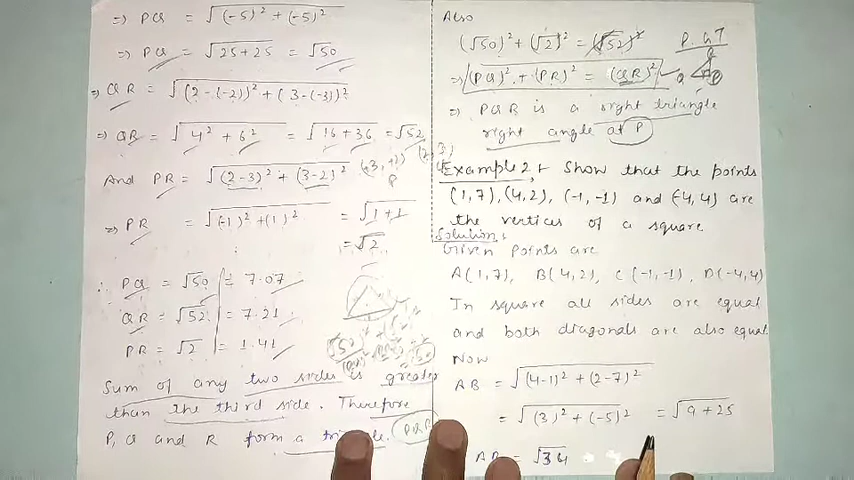 => PQ = √(-5)² + (-5)²
=> PQ = √25+25 = √50
=> QR = √(2-(-2))² + (3-(-3))²
=> QR = √4² + 6² = √16+36 = √52
And PR = √(2-3)² + (3-2)²
P
=> PR = √(-1)² + (1)² = √1+1
= √2
∴ PQ = √50 = 7.07
QR = √52 = 7.21
PR = √2 = 1.41
Sum of any two sides is greater
than the third side. Therefore
P, Q and R form a triangle. PQR
Also
(√50)² + (√2)² = (√52)²
P.G.T
=> (PQ)² + (PR)² = (QR)²
Q P
=> PQR is a right triangle
right angle at P
Example 2 Show that the points
(1,7), (4,2), (-1,-1) and (-4,4) are
the vertices of a square
Solution:
Given Points are
A(1,7), B(4,2), C(-1,-1), D(-4,4)
In square all sides are equal
and both diagonals are also equal
Now
AB = √(4-1)² + (2-7)²
= √(3)² + (-5)² = √9+25
AB = √34